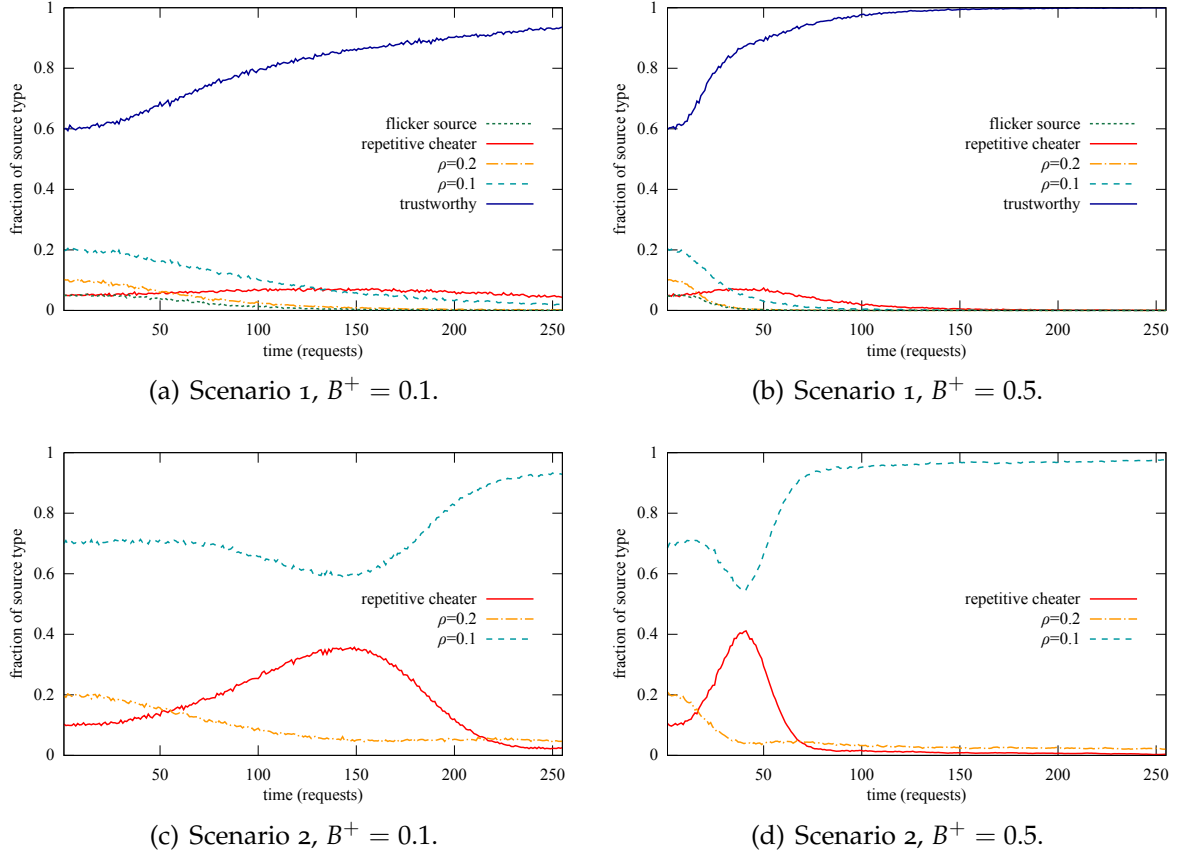 1
0.8
0.6
0.4
0.2
0
fraction of source type
50
100
150
200
250
time (requests)
flicker source
repetitive cheater
ρ=0.2
ρ=0.1
trustworthy
(a) Scenario 1, B⁺ = 0.1.
1
0.8
0.6
0.4
0.2
0
fraction of source type
50
100
150
200
250
time (requests)
flicker source
repetitive cheater
ρ=0.2
ρ=0.1
trustworthy
(b) Scenario 1, B⁺ = 0.5.
1
0.8
0.6
0.4
0.2
0
fraction of source type
50
100
150
200
250
time (requests)
repetitive cheater
ρ=0.2
ρ=0.1
(c) Scenario 2, B⁺ = 0.1.
1
0.8
0.6
0.4
0.2
0
fraction of source type
50
100
150
200
250
time (requests)
repetitive cheater
ρ=0.2
ρ=0.1
(d) Scenario 2, B⁺ = 0.5.